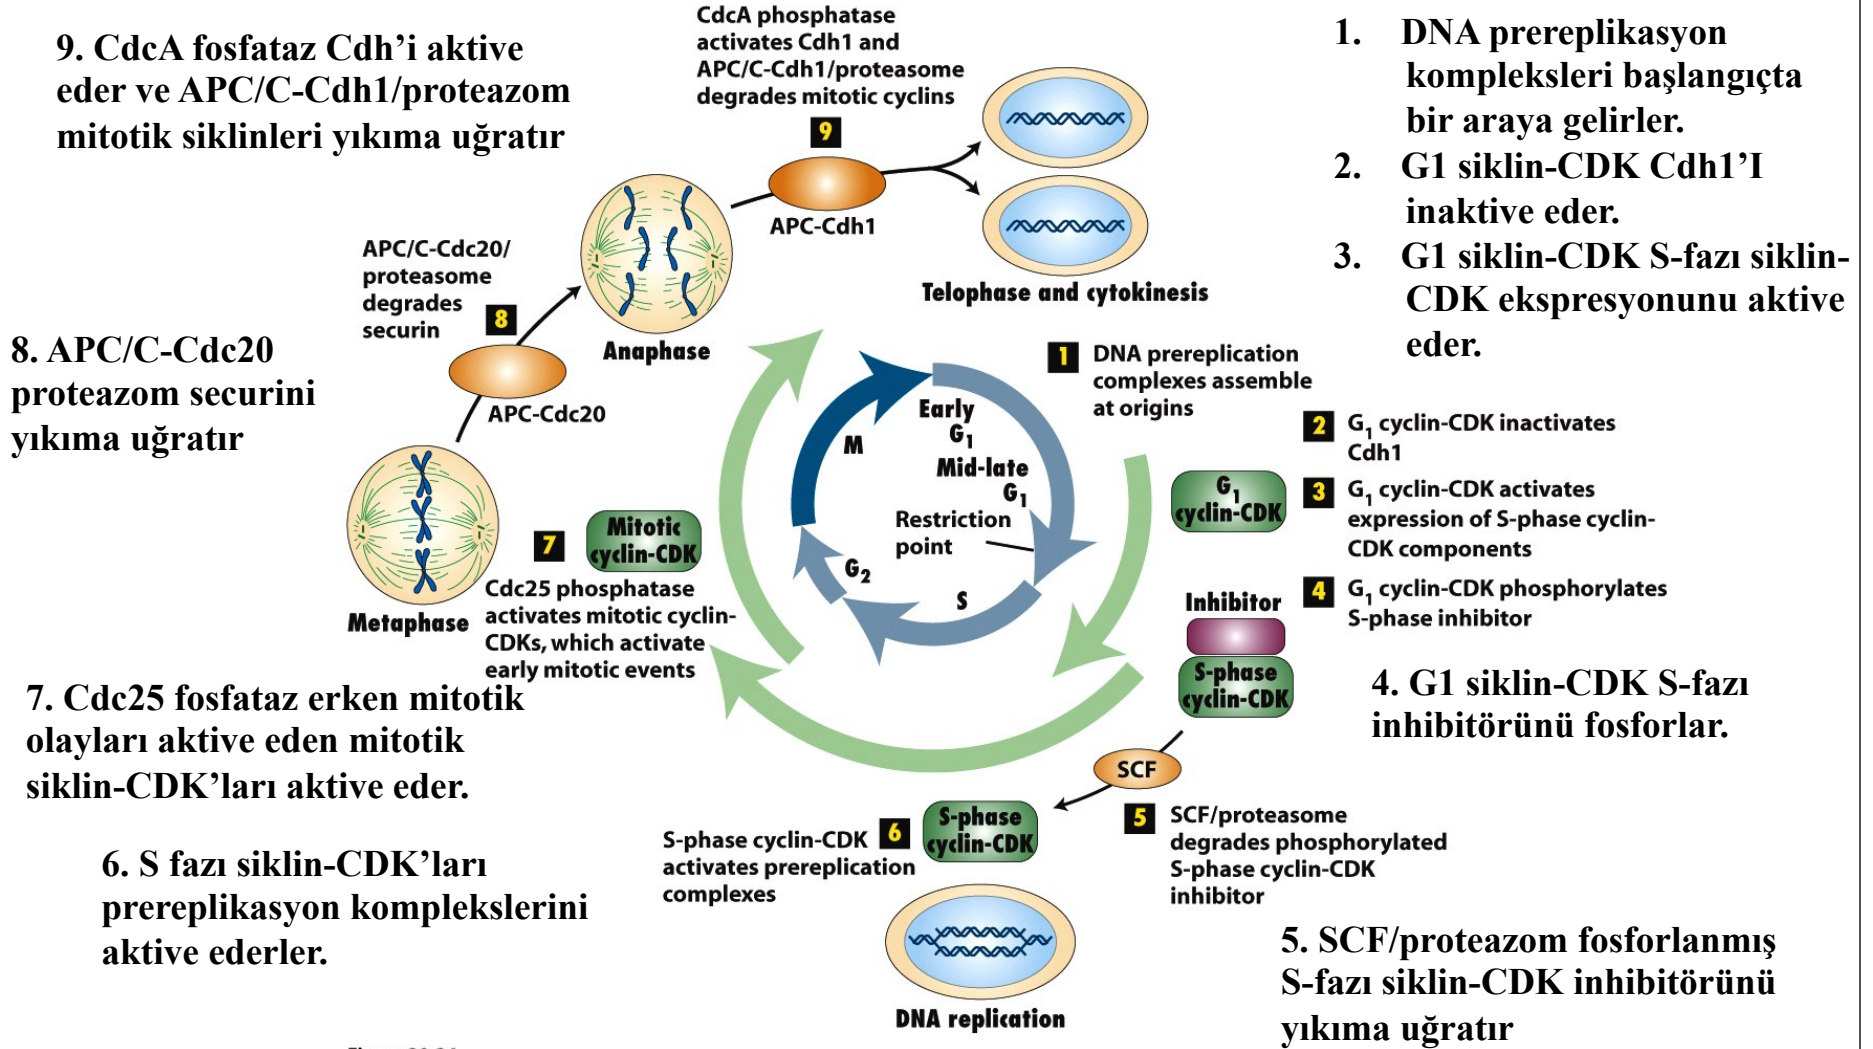 9. CdcA fosfataz Cdh’i aktive
eder ve APC/C-Cdh1/proteazom
mitotik siklinleri yıkıma uğratır
CdcA phosphatase
activates Cdh1 and
APC/C-Cdh1/proteasome
degrades mitotic cyclins
9
APC-Cdh1
Telophase and cytokinesis
1. DNA prereplikasyon
kompleksleri başlangıçta
bir araya gelirler.
2. G1 siklin-CDK Cdh1’I
inaktive eder.
3. G1 siklin-CDK S-fazı siklin-
CDK ekspresyonunu aktive
eder.
APC/C-Cdc20/
proteasome
degrades
securin
8
Anaphase
APC-Cdc20
8. APC/C-Cdc20
proteazom securini
yıkıma uğratır
1 DNA prereplication
complexes assemble
at origins
Early
G1
Mid-late
G1
M
Restriction
point
G2
S
2 G1 cyclin-CDK inactivates
Cdh1
G1
cyclin-CDK
3 G1 cyclin-CDK activates
expression of S-phase cyclin-
CDK components
4 G1 cyclin-CDK phosphorylates
S-phase inhibitor
Inhibitor
S-phase
cyclin-CDK
Metaphase
7
Mitotic
cyclin-CDK
Cdc25 phosphatase
activates mitotic cyclin-
CDKs, which activate
early mitotic events
4. G1 siklin-CDK S-fazı
inhibitörünü fosforlar.
7. Cdc25 fosfataz erken mitotik
olayları aktive eden mitotik
siklin-CDK’ları aktive eder.
SCF
5 SCF/proteasome
degrades phosphorylated
S-phase cyclin-CDK
inhibitor
S-phase cyclin-CDK 6
activates prereplication
complexes
S-phase
cyclin-CDK
DNA replication
6. S fazı siklin-CDK’ları
prereplikasyon komplekslerini
aktive ederler.
5. SCF/proteazom fosforlanmış
S-fazı siklin-CDK inhibitörünü
yıkıma uğratır